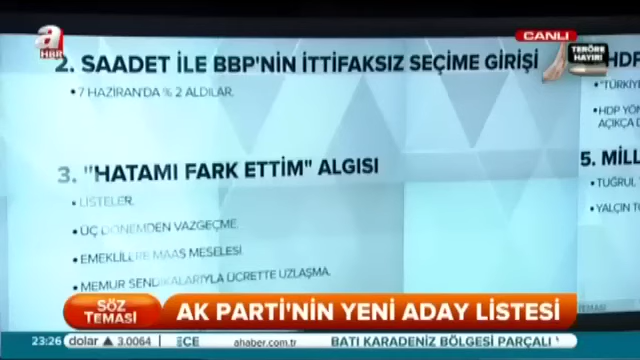 a
HBR
CANLI
TERÖRE
HAYIR!
2. SAADET İLE BBP'NİN İTTİFAKSIZ SEÇİME GİRİŞİ
• 7 HAZİRAN'DA % 2 ALDILAR.
3. "HATAMI FARK ETTİM" ALGISI
• LİSTELER.
• ÜÇ DÖNEMDEN VAZGEÇME.
• EMEKLİLERE MAAŞ MESELESİ.
• MEMUR SENDİKALARIYLA ÜCRETTE UZLAŞMA.
HDP
• "TÜRKİYE
• HDP YÖN
AÇIKÇA
5. MİLL
• TUĞRUL
• YALÇIN
SÖZ
TEMASI
AK PARTİ'NİN YENİ ADAY LİSTESİ
23:26 dolar ▲ 3.0064 ECE ahaber.com.tr BATI KARADENİZ BÖLGESİ PARÇALI